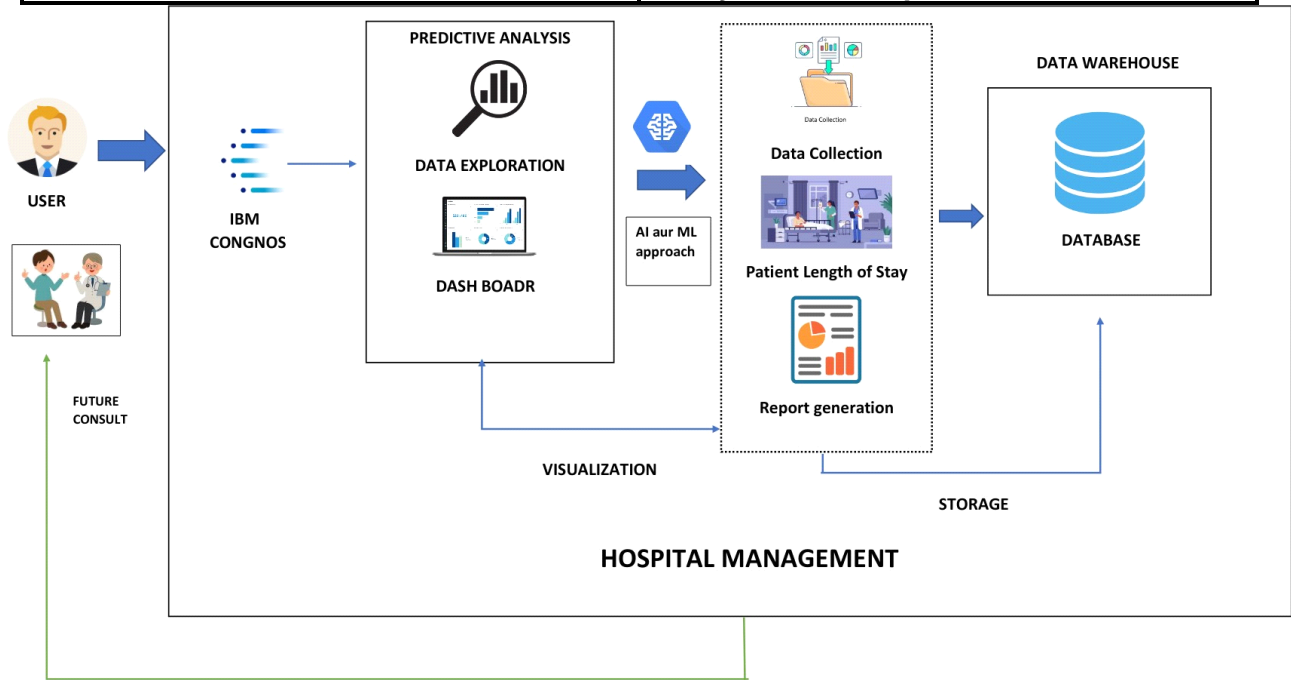 PREDICTIVE ANALYSIS
DATA EXPLORATION
DASH BOADR
USER
IBM
CONGNOS
AI aur ML
approach
Data Collection
Data Collection
Patient Length of Stay
Report generation
DATA WAREHOUSE
DATABASE
FUTURE
CONSULT
VISUALIZATION
STORAGE
HOSPITAL MANAGEMENT